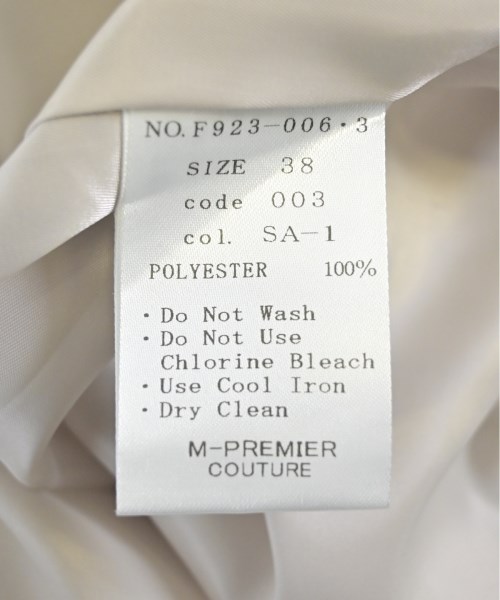 NO. F923-006・3
SIZE 38
code 003
col. SA-1
POLYESTER 100%
・Do Not Wash
・Do Not Use
Chlorine Bleach
・Use Cool Iron
・Dry Clean
M-PREMIER
COUTURE